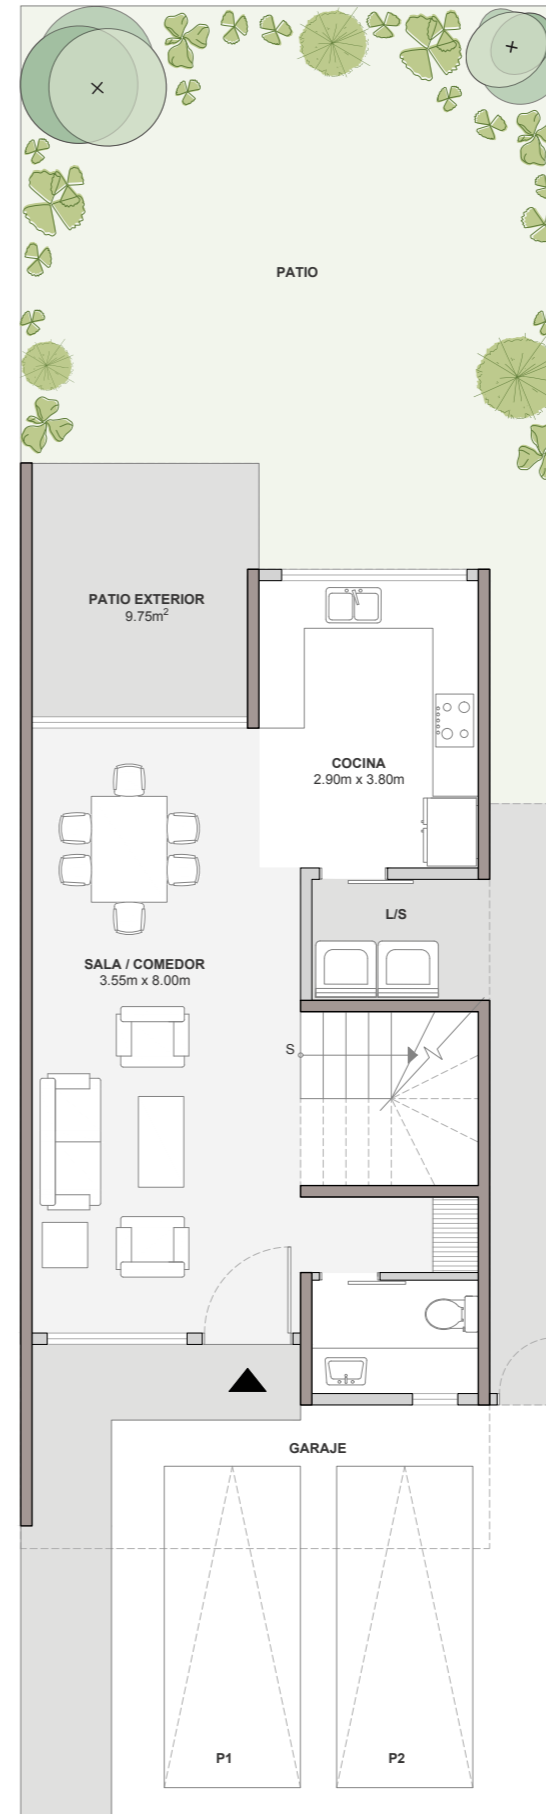 PATIO
PATIO EXTERIOR
9.75m²
COCINA
2.90m x 3.80m
L/S
SALA / COMEDOR
3.55m x 8.00m
S
GARAJE
P1
P2